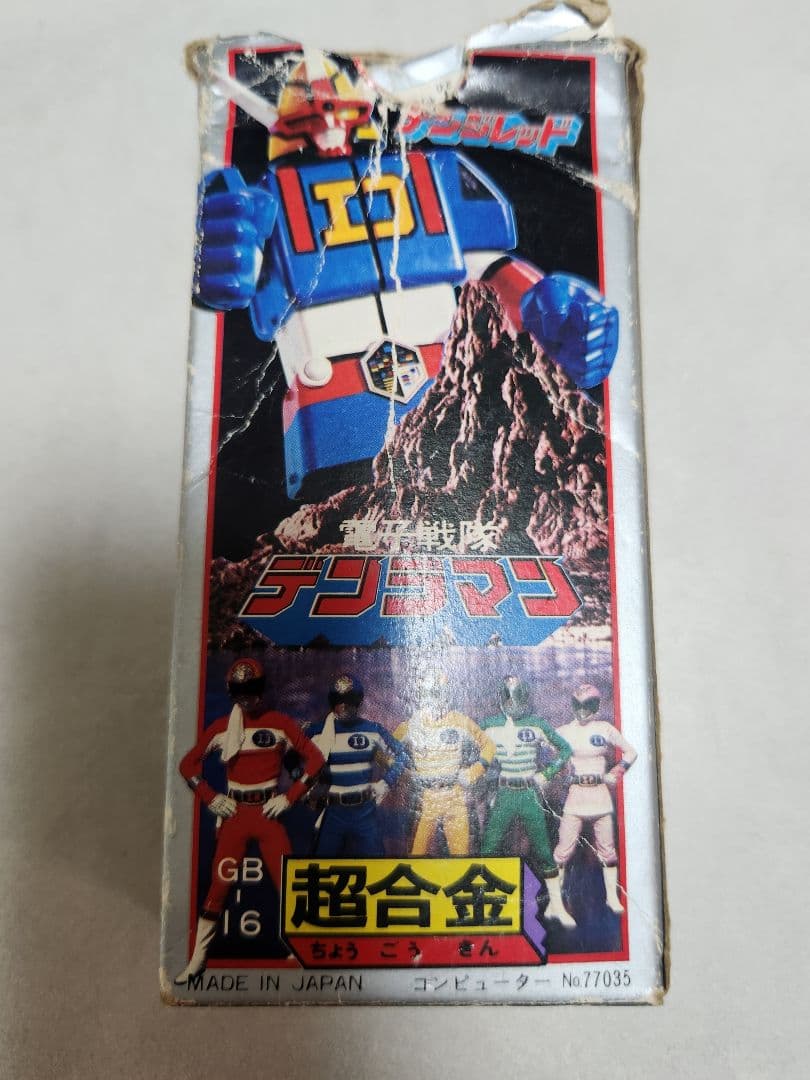 デンジレッド
電子戦隊
デンジマン
GB-16
超合金
ちょうごうきん
MADE IN JAPAN コンピューター No.77035